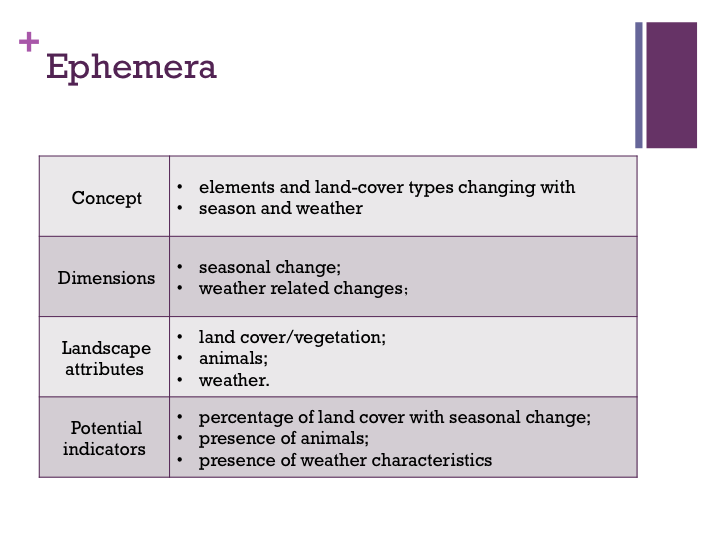 +
Ephemera
Concept
• elements and land-cover types changing with
• season and weather
Dimensions
• seasonal change;
• weather related changes;
Landscape
attributes
• land cover/vegetation;
• animals;
• weather.
Potential
indicators
• percentage of land cover with seasonal change;
• presence of animals;
• presence of weather characteristics